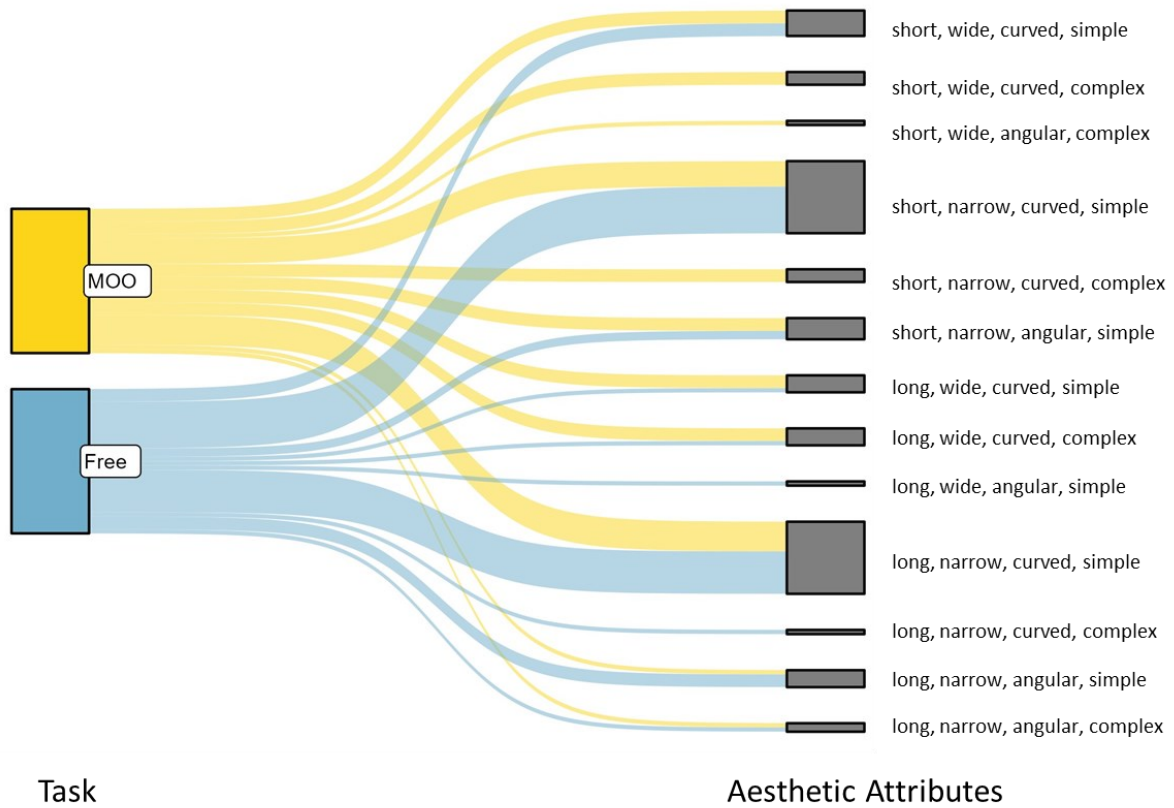 short, wide, curved, simple
short, wide, curved, complex
short, wide, angular, complex
short, narrow, curved, simple
MOO
short, narrow, curved, complex
short, narrow, angular, simple
long, wide, curved, simple
long, wide, curved, complex
Free
long, wide, angular, simple
long, narrow, curved, simple
long, narrow, curved, complex
long, narrow, angular, simple
long, narrow, angular, complex
Task
Aesthetic Attributes